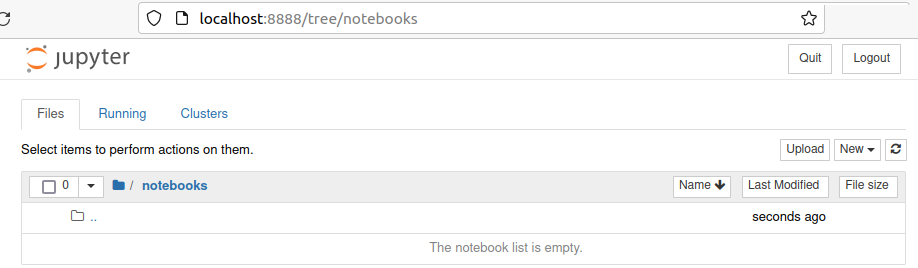 localhost:8888/tree/notebooks
jupyter Quit Logout
Files Running Clusters
Select items to perform actions on them. Upload New
0 / notebooks Name Last Modified File size
.. seconds ago
The notebook list is empty.